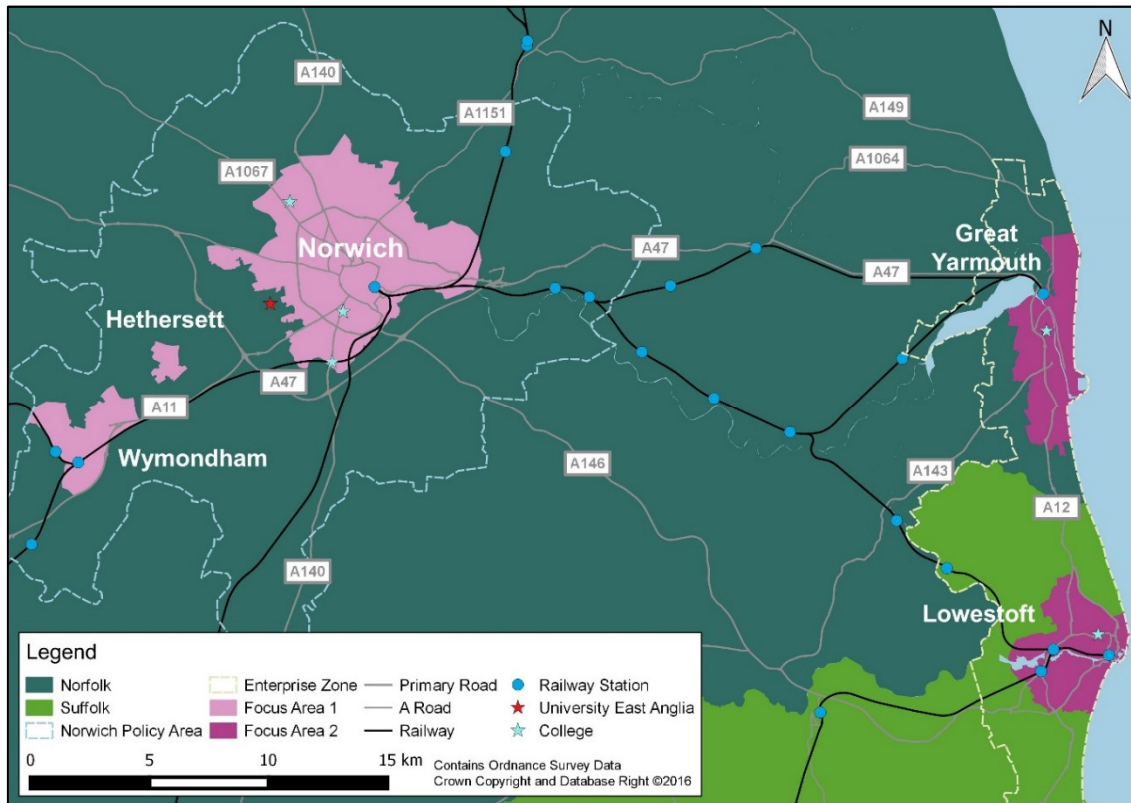 N
A140
A149
A1151
A1064
A1067
Norwich
A47
Great
Yarmouth
A47
Hethersett
A47
A11
Wymondham
A146
A143
A12
A140
Lowestoft
Legend
Norfolk
Suffolk
Norwich Policy Area
Enterprise Zone
Focus Area 1
Focus Area 2
Primary Road
A Road
Railway
Railway Station
University East Anglia
College
0 5 10 15 km
Contains Ordnance Survey Data
Crown Copyright and Database Right ©2016